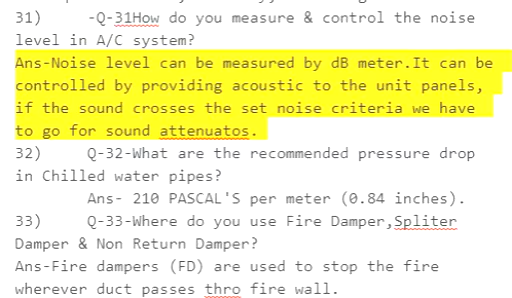 31) -Q-31How do you measure & control the noise
level in A/C system?
Ans-Noise level can be measured by dB meter.It can be
controlled by providing acoustic to the unit panels,
if the sound crosses the set noise criteria we have
to go for sound attenuatos.
32) Q-32-What are the recommended pressure drop
in Chilled water pipes?
Ans- 210 PASCAL'S per meter (0.84 inches).
33) Q-33-Where do you use Fire Damper,Spliter
Damper & Non Return Damper?
Ans-Fire dampers (FD) are used to stop the fire
wherever duct passes thro fire wall.